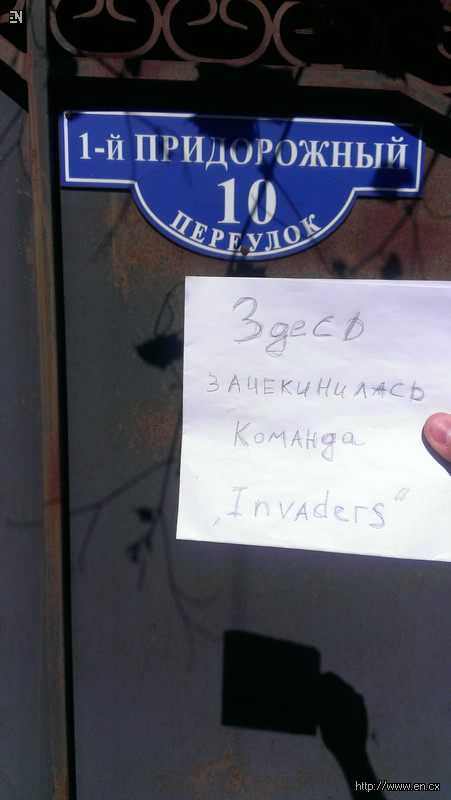 EN
1-й ПРИДОРОЖНЫЙ
10
ПЕРЕУЛОК
Здесь
ЗАЧЕКИНИЛАСЬ
Команда
„Invaders“
http://www.en.cx